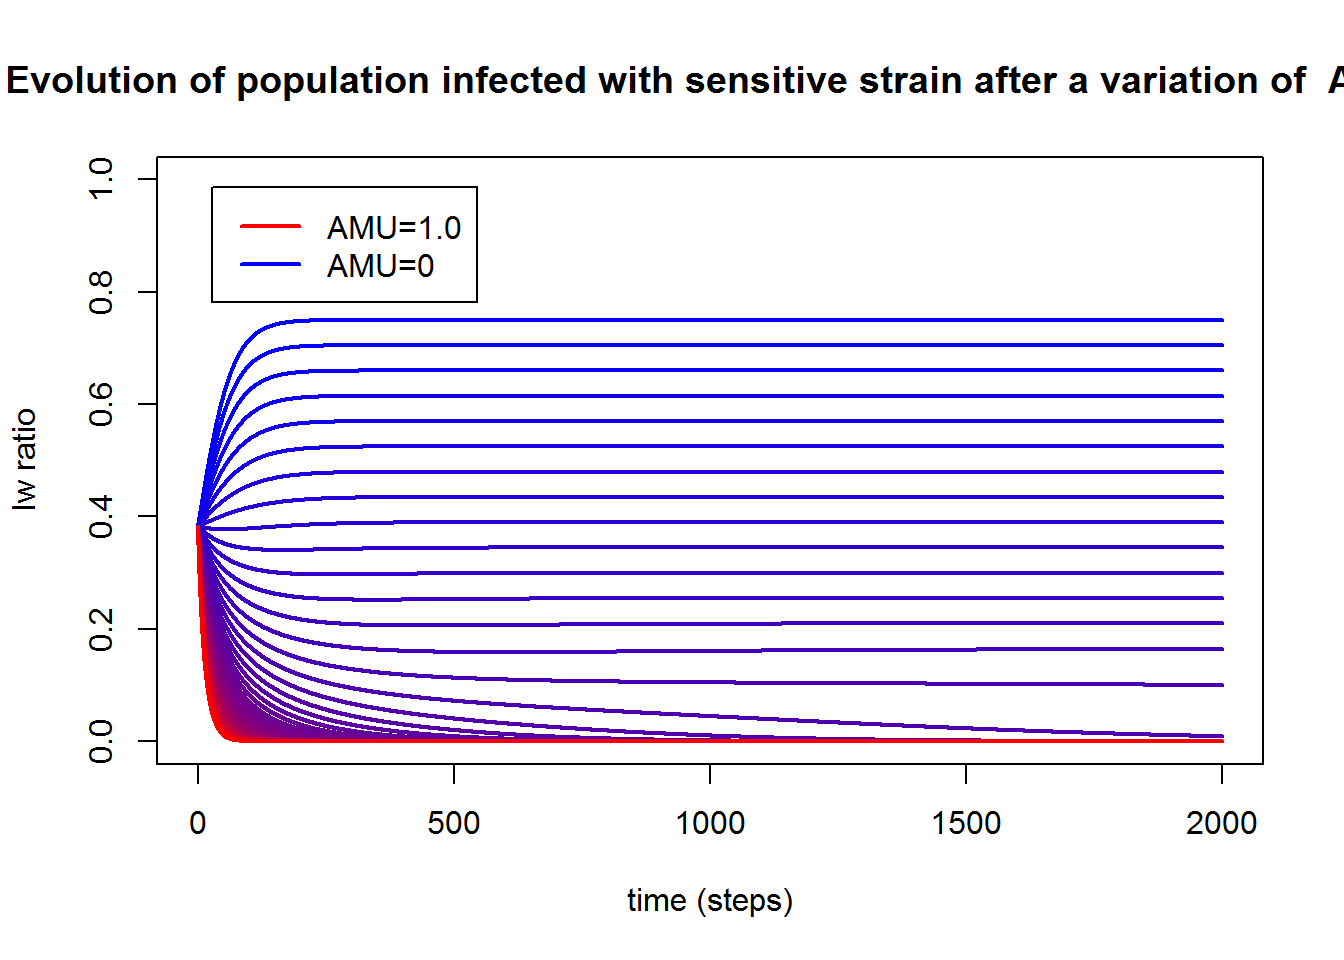 Evolution of population infected with sensitive strain after a variation of A
1.0
0.8
0.6
0.4
0.2
0.0
Iw ratio
AMU=1.0
AMU=0
0 500 1000 1500 2000
time (steps)